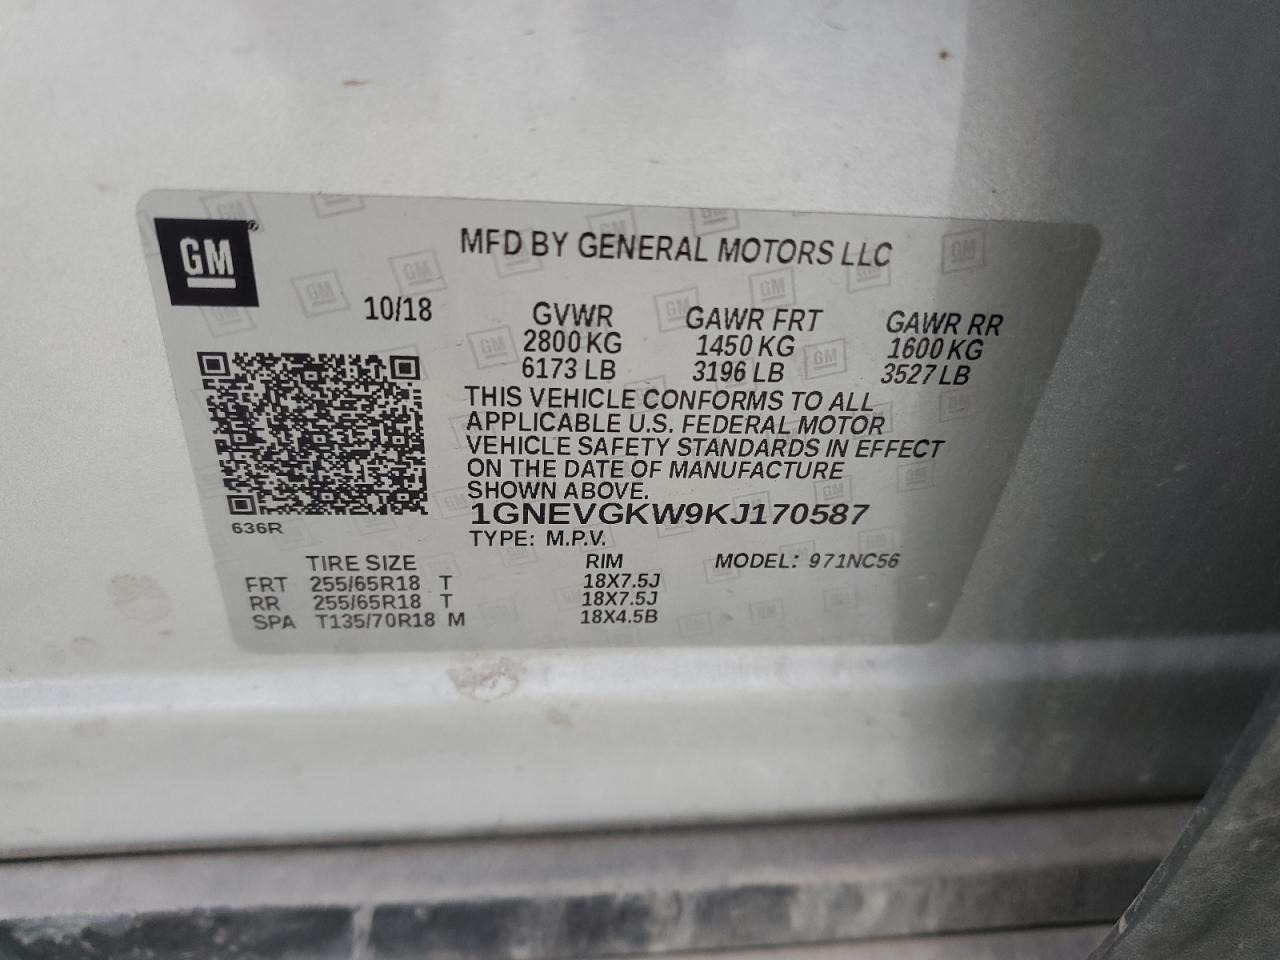 GM
MFD BY GENERAL MOTORS LLC
10/18
GVWR GAWR FRT GAWR RR
2800 KG 1450 KG 1600 KG
6173 LB 3196 LB 3527 LB
THIS VEHICLE CONFORMS TO ALL
APPLICABLE U.S. FEDERAL MOTOR
VEHICLE SAFETY STANDARDS IN EFFECT
ON THE DATE OF MANUFACTURE
SHOWN ABOVE.
1GNEVGKW9KJ170587
636R
TYPE: M.P.V.
TIRE SIZE RIM MODEL: 971NC56
FRT 255/65R18 T 18X7.5J
RR 255/65R18 T 18X7.5J
SPA T135/70R18 M 18X4.5B